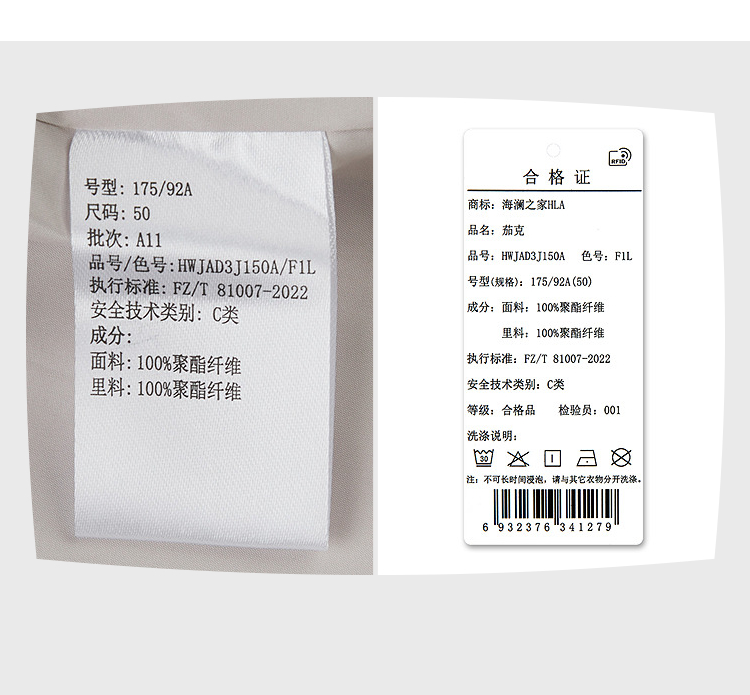 号型: 175/92A
尺码: 50
批次: A11
品号/色号:HWJAD3J150A/F1L
执行标准: FZ/T 81007-2022
安全技术类别: C类
成分:
面料: 100%聚酯纤维
里料: 100%聚酯纤维
RFID
合格证
商标: 海澜之家HLA
品名: 茄克
品号: HWJAD3J150A 色号: F1L
号型(规格): 175/92A(50)
成分: 面料: 100%聚酯纤维
里料: 100%聚酯纤维
执行标准: FZ/T 81007-2022
安全技术类别: C类
等级: 合格品 检验员: 001
洗涤说明:
30
注: 不可长时间浸泡, 请与其它衣物分开洗涤.
6 932376 341279